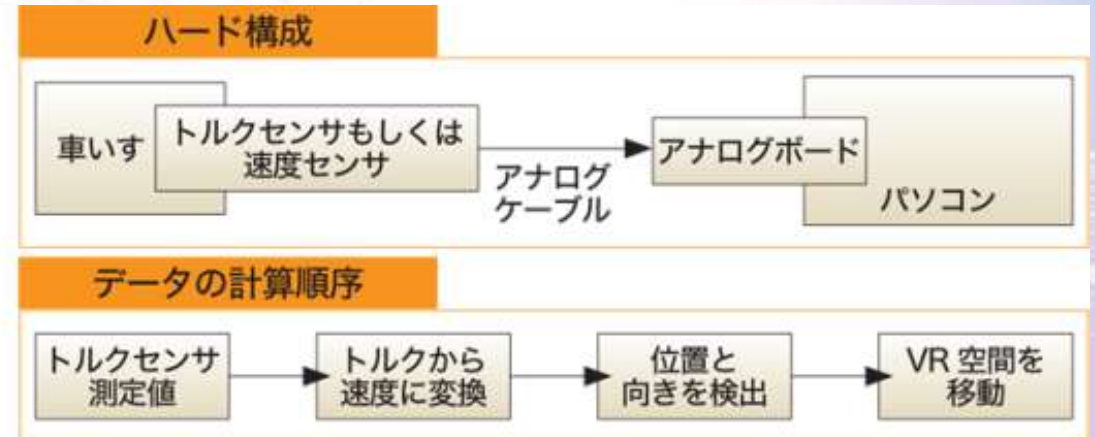 ハード構成
車いす
トルクセンサもしくは
速度センサ
アナログ
ケーブル
アナログボード
パソコン
データの計算順序
トルクセンサ
測定値
トルクから
速度に変換
位置と
向きを検出
VR 空間を
移動